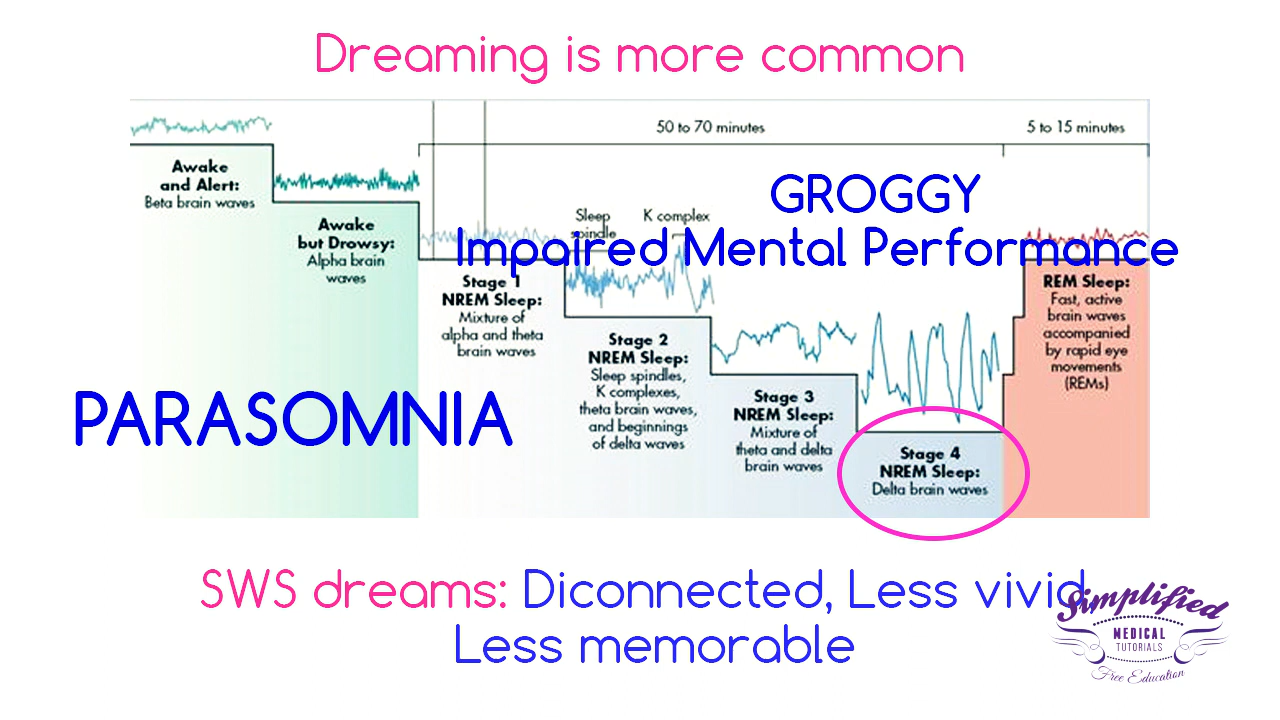 Dreaming is more common
50 to 70 minutes
5 to 15 minutes
Awake
and Alert:
Beta brain waves
Awake
but Drowsy:
Alpha brain
waves
GROGGY
Sleep
spindle
K complex
Impaired Mental Performance
Stage 1
NREM Sleep:
Mixture of
alpha and theta
brain waves
Stage 2
NREM Sleep:
Sleep spindles,
K complexes,
theta brain waves,
and beginnings
of delta waves
Stage 3
NREM Sleep:
Mixture of
theta and delta
brain waves
Stage 4
NREM Sleep:
Delta brain waves
REM Sleep:
Fast, active
brain waves
accompanied
by rapid eye
movements
(REMs)
PARASOMNIA
SWS dreams: Diconnected, Less vivid
Less memorable
Simplified
MEDICAL
TUTORIALS
Free Education